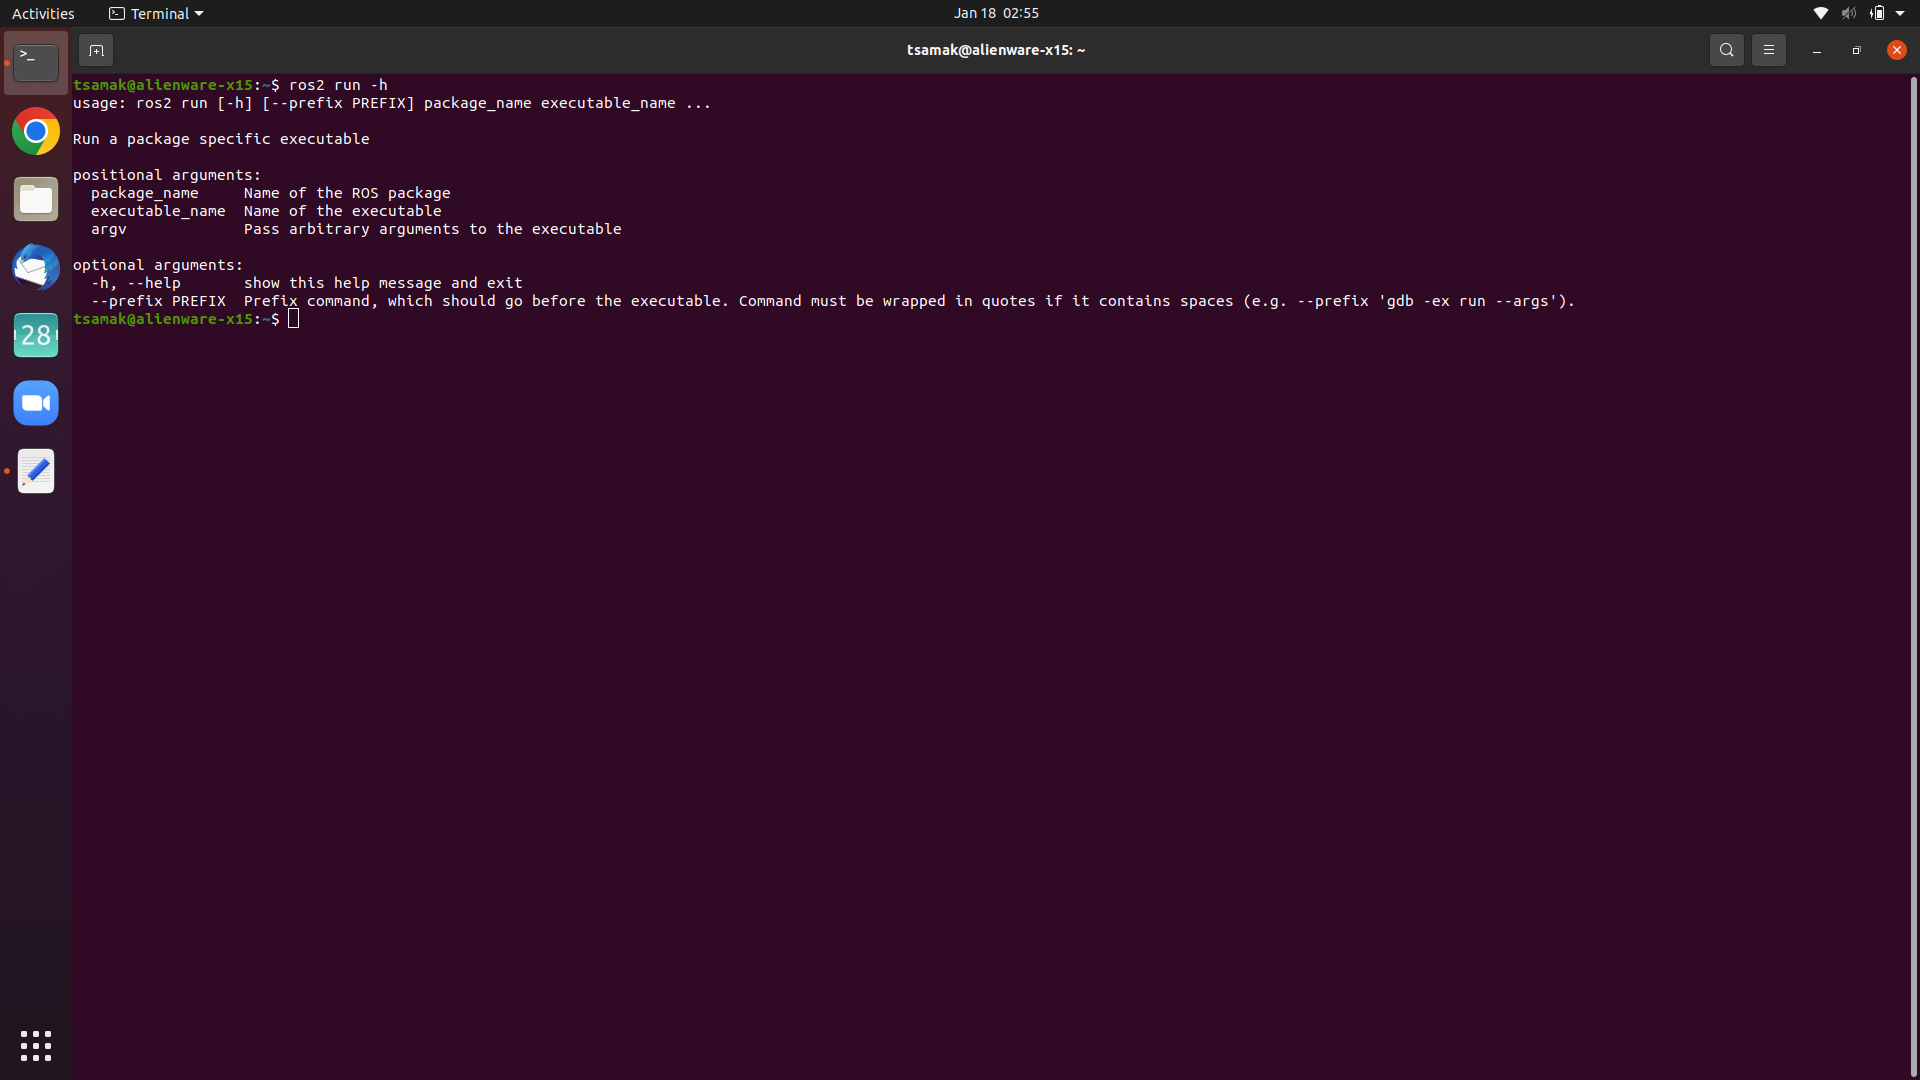 Activities
Terminal
Jan 18  02:55
tsamak@alienware-x15: ~
tsamak@alienware-x15:~$ ros2 run -h
usage: ros2 run [-h] [--prefix PREFIX] package_name executable_name ...
Run a package specific executable
positional arguments:
  package_name     Name of the ROS package
  executable_name  Name of the executable
  argv             Pass arbitrary arguments to the executable
optional arguments:
  -h, --help       show this help message and exit
  --prefix PREFIX  Prefix command, which should go before the executable. Command must be wrapped in quotes if it contains spaces (e.g. --prefix 'gdb -ex run --args').
tsamak@alienware-x15:~$
>_
28